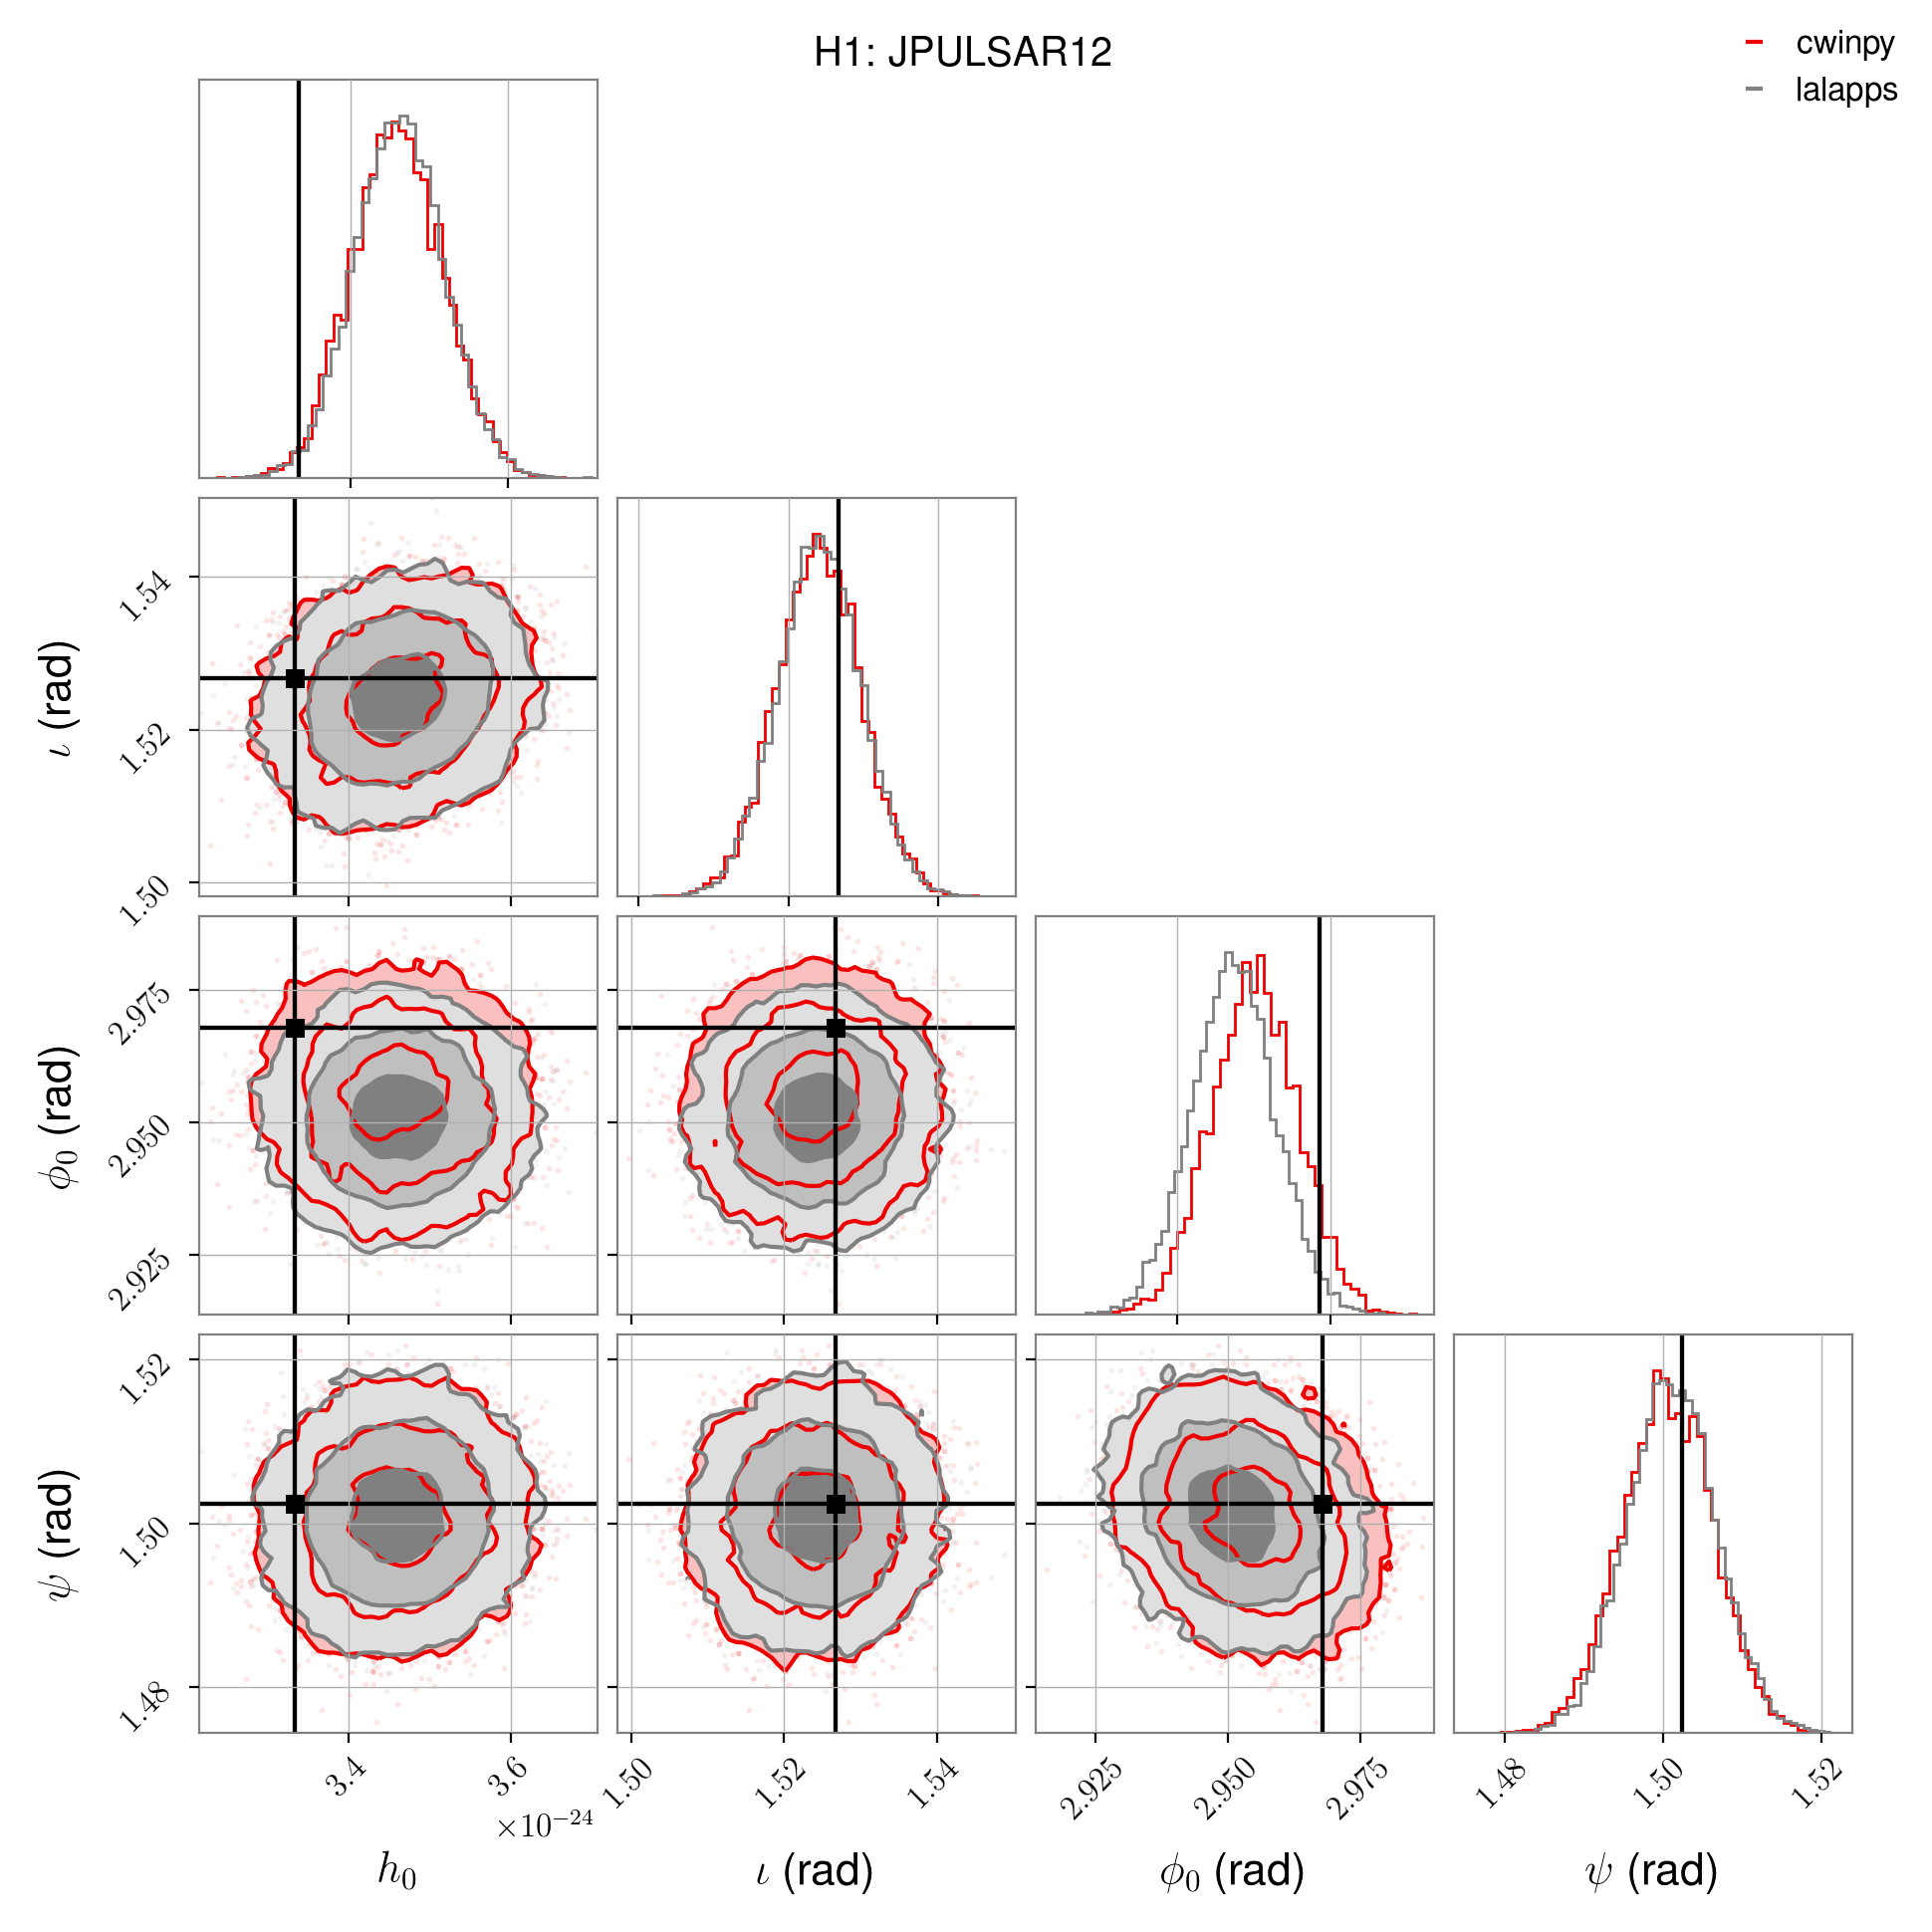 H1: JPULSAR12
cwinpy
lalapps
ι (rad)
1.54
1.52
1.50
ϕ₀ (rad)
2.975
2.950
2.925
ψ (rad)
1.52
1.50
1.48
3.4
3.6
×10⁻²⁴
h₀
1.50
1.52
1.54
ι (rad)
2.925
2.950
2.975
ϕ₀ (rad)
1.48
1.50
1.52
ψ (rad)